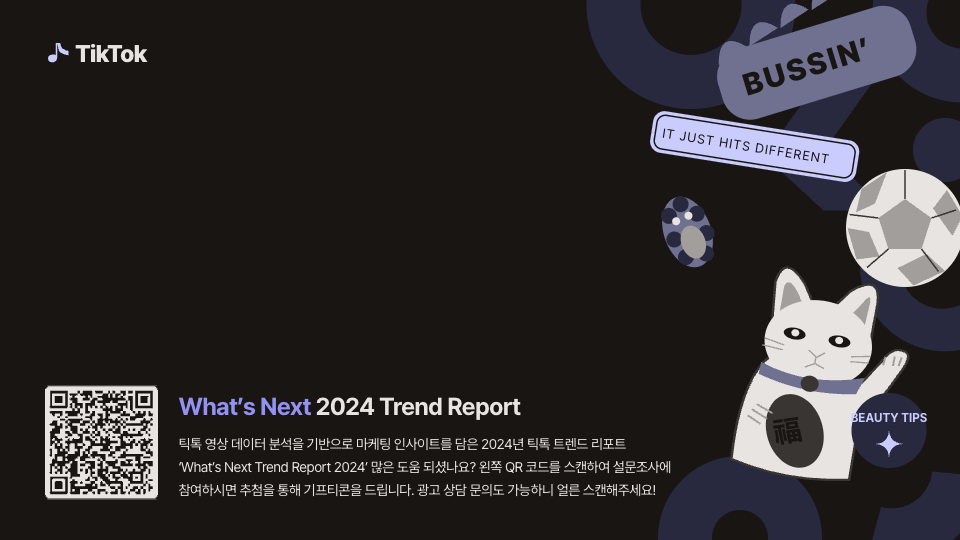 TikTok
BUSSIN’
IT JUST HITS DIFFERENT
福
BEAUTY TIPS
What’s Next 2024 Trend Report
틱톡 영상 데이터 분석을 기반으로 마케팅 인사이트를 담은 2024년 틱톡 트렌드 리포트
‘What’s Next Trend Report 2024’ 많은 도움 되셨나요? 왼쪽 QR 코드를 스캔하여 설문조사에
참여하시면 추첨을 통해 기프티콘을 드립니다. 광고 상담 문의도 가능하니 얼른 스캔해주세요!